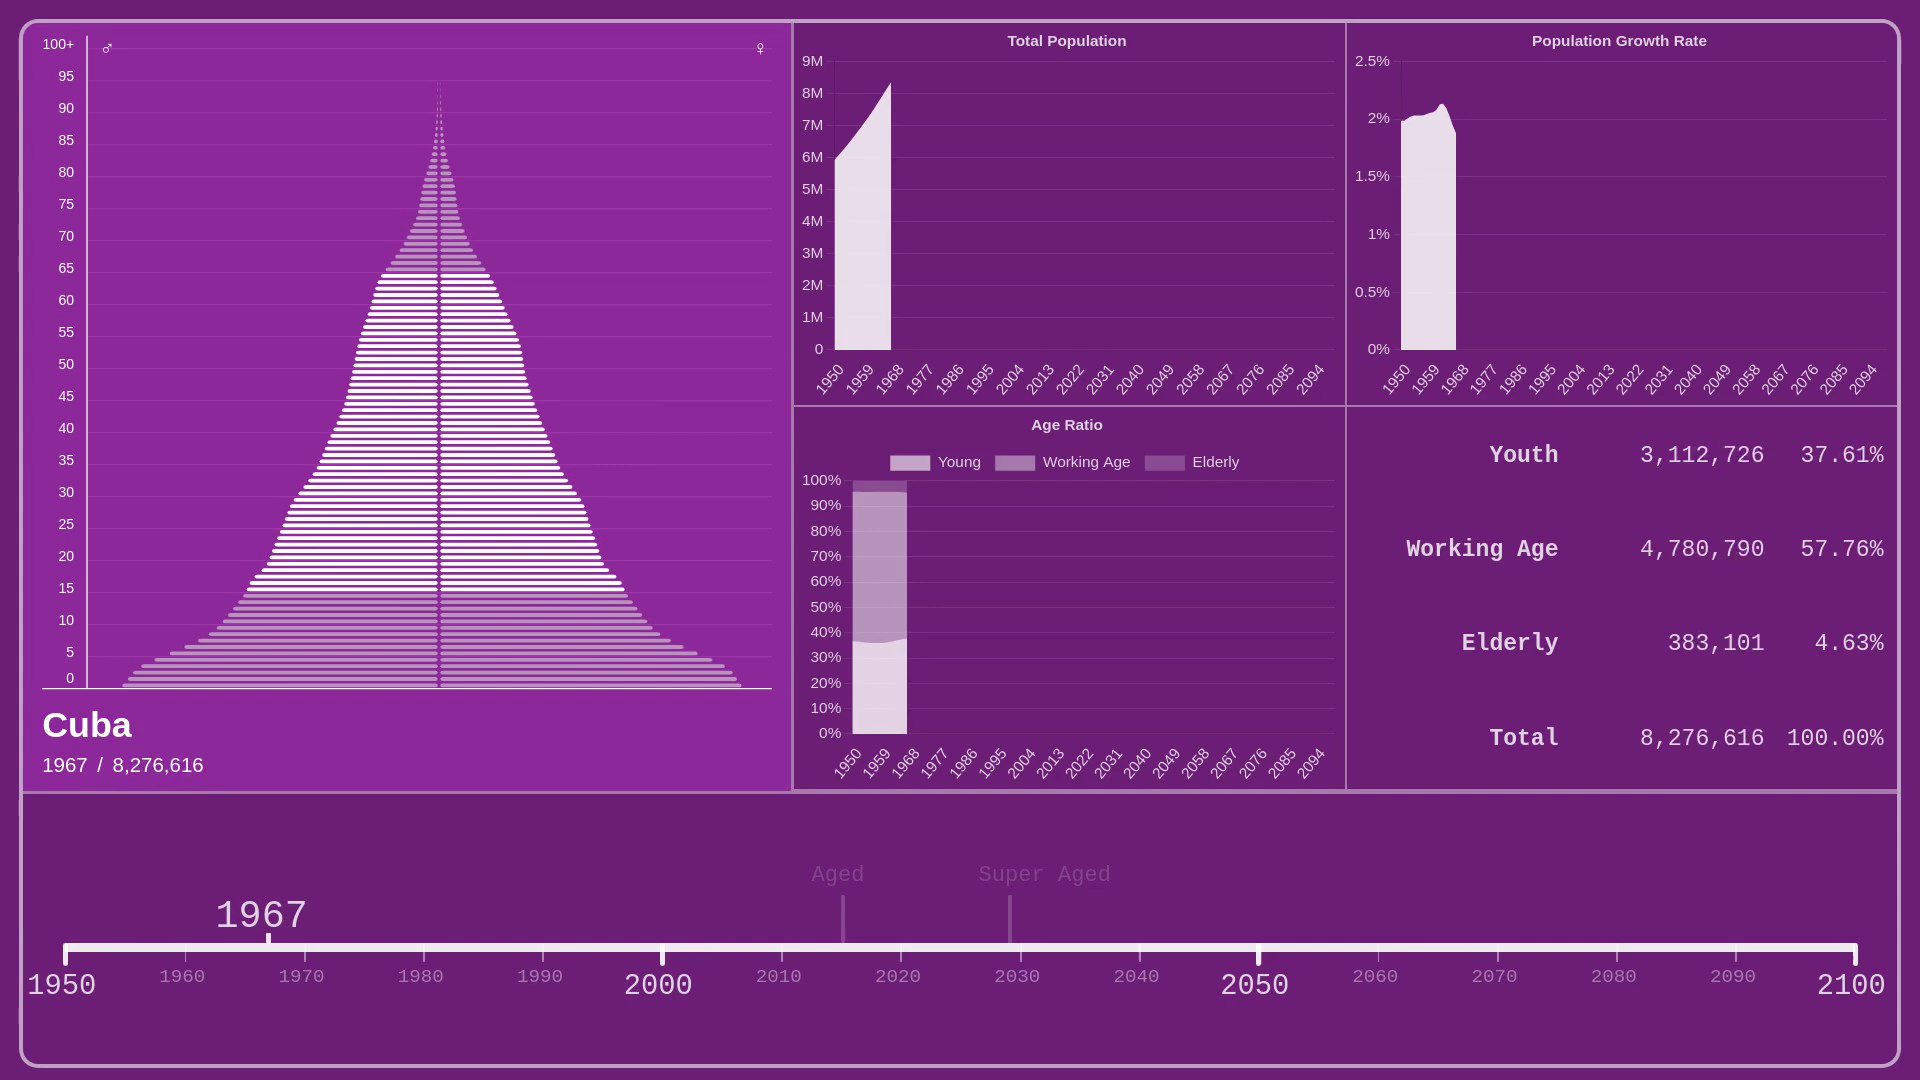 100+
♂
♀
95
90
85
80
75
70
65
60
55
50
45
40
35
30
25
20
15
10
5
0
Cuba
1967 / 8,276,616
Total Population
9M
8M
7M
6M
5M
4M
3M
2M
1M
0
1950 1959 1968 1977 1986 1995 2004 2013 2022 2031 2040 2049 2058 2067 2076 2085 2094
Population Growth Rate
2.5%
2%
1.5%
1%
0.5%
0%
1950 1959 1968 1977 1986 1995 2004 2013 2022 2031 2040 2049 2058 2067 2076 2085 2094
Age Ratio
Young Working Age Elderly
100%
90%
80%
70%
60%
50%
40%
30%
20%
10%
0%
1950 1959 1968 1977 1986 1995 2004 2013 2022 2031 2040 2049 2058 2067 2076 2085 2094
Youth 3,112,726 37.61%
Working Age 4,780,790 57.76%
Elderly 383,101 4.63%
Total 8,276,616 100.00%
Aged Super Aged
1967
1950 1960 1970 1980 1990 2000 2010 2020 2030 2040 2050 2060 2070 2080 2090 2100